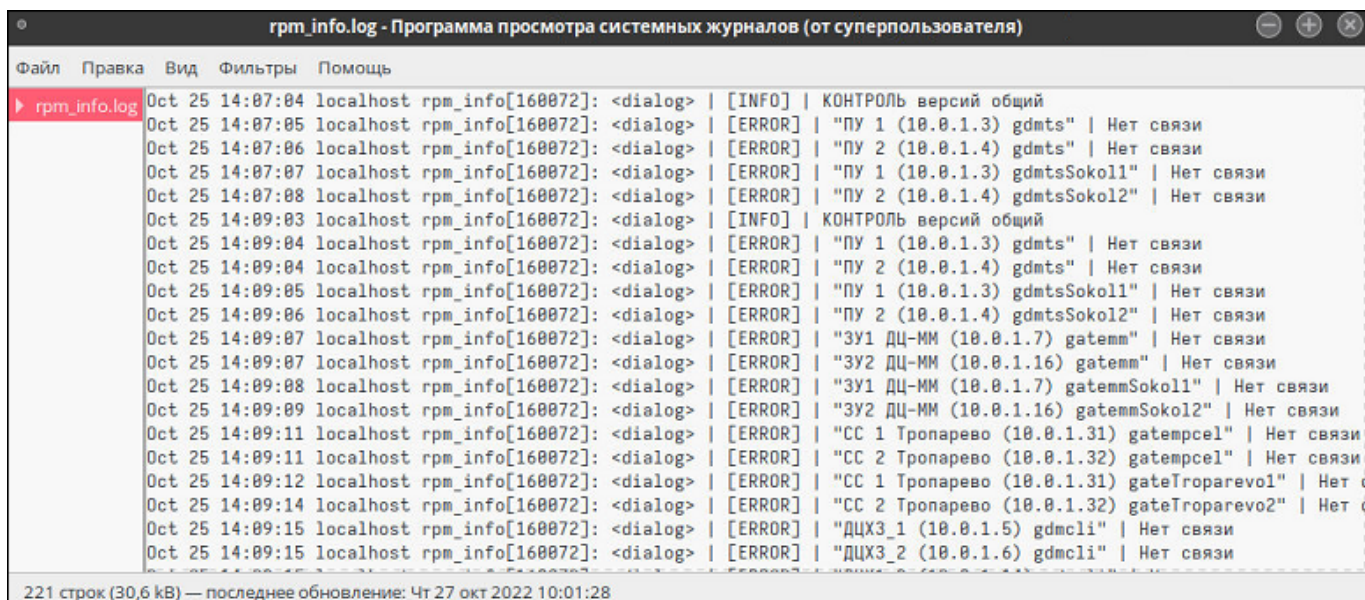 rpm_info.log - Программа просмотра системных журналов (от суперпользователя)
Файл Правка Вид Фильтры Помощь
rpm_info.log
Oct 25 14:07:04 localhost rpm_info[160072]: <dialog> | [INFO] | КОНТРОЛЬ версий общий
Oct 25 14:07:05 localhost rpm_info[160072]: <dialog> | [ERROR] | "ПУ 1 (10.0.1.3) gdmts" | Нет связи
Oct 25 14:07:06 localhost rpm_info[160072]: <dialog> | [ERROR] | "ПУ 2 (10.0.1.4) gdmts" | Нет связи
Oct 25 14:07:07 localhost rpm_info[160072]: <dialog> | [ERROR] | "ПУ 1 (10.0.1.3) gdmtsSokol1" | Нет связи
Oct 25 14:07:08 localhost rpm_info[160072]: <dialog> | [ERROR] | "ПУ 2 (10.0.1.4) gdmtsSokol2" | Нет связи
Oct 25 14:09:03 localhost rpm_info[160072]: <dialog> | [INFO] | КОНТРОЛЬ версий общий
Oct 25 14:09:04 localhost rpm_info[160072]: <dialog> | [ERROR] | "ПУ 1 (10.0.1.3) gdmts" | Нет связи
Oct 25 14:09:04 localhost rpm_info[160072]: <dialog> | [ERROR] | "ПУ 2 (10.0.1.4) gdmts" | Нет связи
Oct 25 14:09:05 localhost rpm_info[160072]: <dialog> | [ERROR] | "ПУ 1 (10.0.1.3) gdmtsSokol1" | Нет связи
Oct 25 14:09:06 localhost rpm_info[160072]: <dialog> | [ERROR] | "ПУ 2 (10.0.1.4) gdmtsSokol2" | Нет связи
Oct 25 14:09:07 localhost rpm_info[160072]: <dialog> | [ERROR] | "ЗУ1 ДЦ-ММ (10.0.1.7) gatemm" | Нет связи
Oct 25 14:09:07 localhost rpm_info[160072]: <dialog> | [ERROR] | "ЗУ2 ДЦ-ММ (10.0.1.16) gatemm" | Нет связи
Oct 25 14:09:08 localhost rpm_info[160072]: <dialog> | [ERROR] | "ЗУ1 ДЦ-ММ (10.0.1.7) gatemmSokol1" | Нет связи
Oct 25 14:09:09 localhost rpm_info[160072]: <dialog> | [ERROR] | "ЗУ2 ДЦ-ММ (10.0.1.16) gatemmSokol2" | Нет связи
Oct 25 14:09:11 localhost rpm_info[160072]: <dialog> | [ERROR] | "СС 1 Тропарево (10.0.1.31) gatempcel" | Нет связи
Oct 25 14:09:11 localhost rpm_info[160072]: <dialog> | [ERROR] | "СС 2 Тропарево (10.0.1.32) gatempcel" | Нет связи
Oct 25 14:09:12 localhost rpm_info[160072]: <dialog> | [ERROR] | "СС 1 Тропарево (10.0.1.31) gateTroparevo1" | Нет
Oct 25 14:09:14 localhost rpm_info[160072]: <dialog> | [ERROR] | "СС 2 Тропарево (10.0.1.32) gateTroparevo2" | Нет
Oct 25 14:09:15 localhost rpm_info[160072]: <dialog> | [ERROR] | "ДЦХ3_1 (10.0.1.5) gdmcli" | Нет связи
Oct 25 14:09:15 localhost rpm_info[160072]: <dialog> | [ERROR] | "ДЦХ3_2 (10.0.1.6) gdmcli" | Нет связи
221 строк (30,6 kB) — последнее обновление: Чт 27 окт 2022 10:01:28